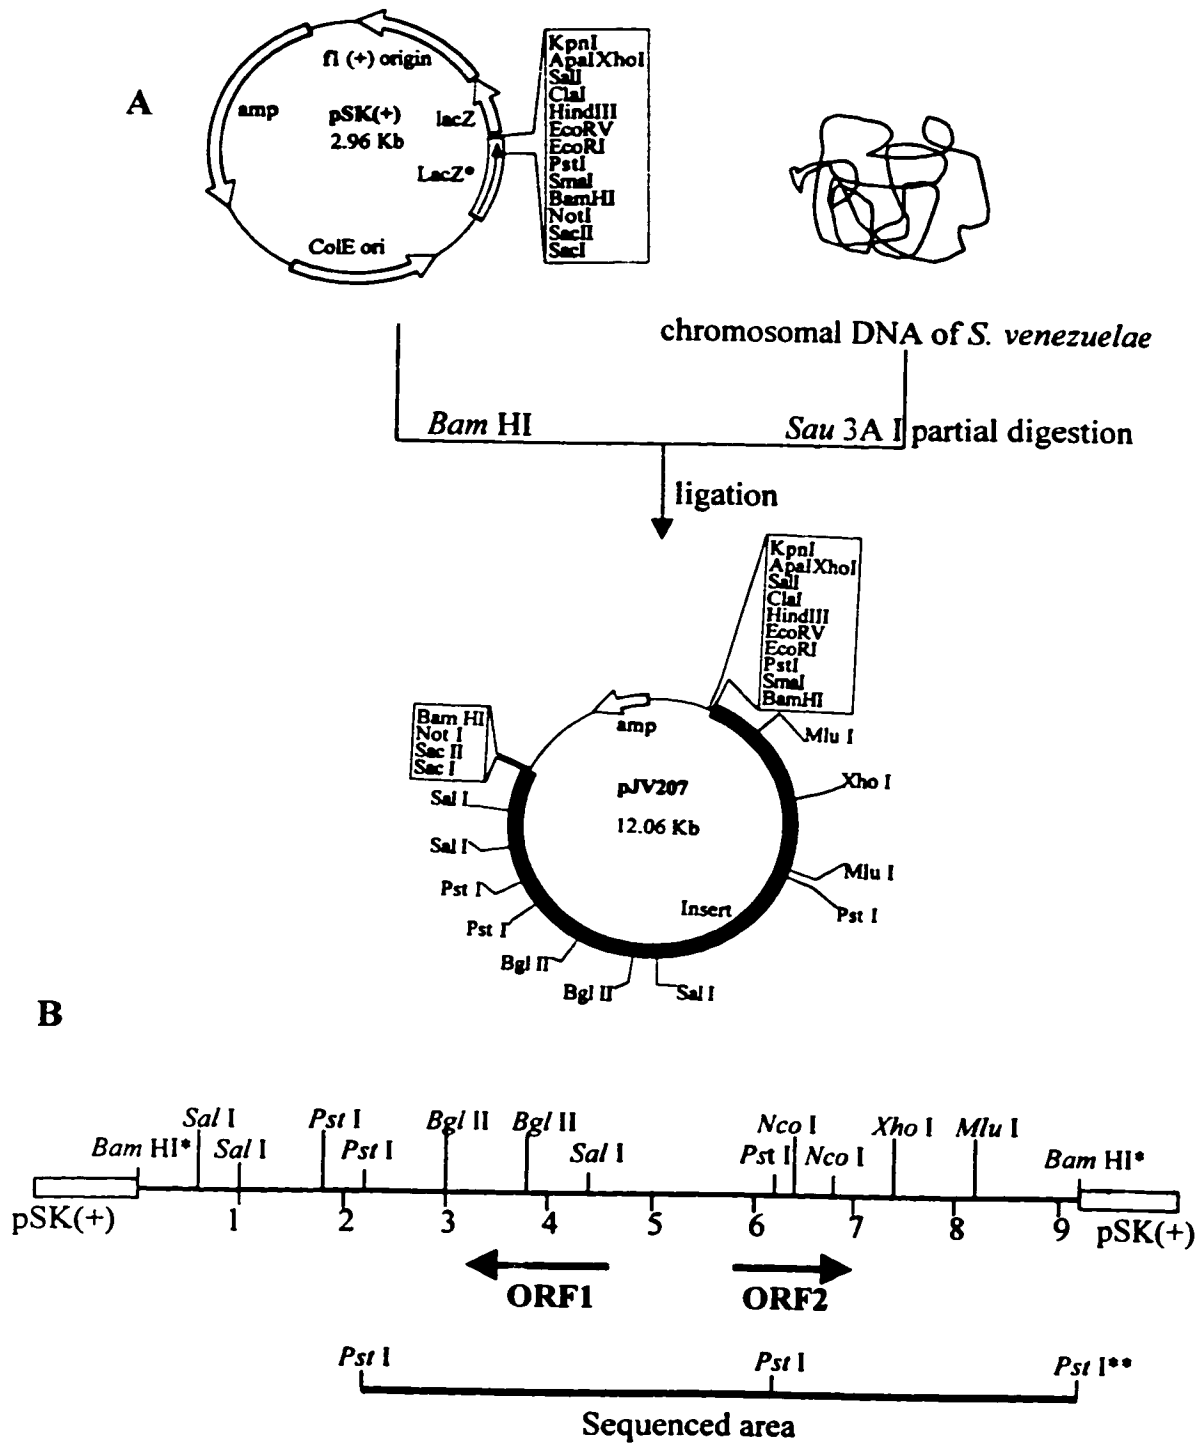 A
f1 (+) origin
amp
pSK(+)
2.96 Kb
lacZ
LacZ*
ColE ori
KpnI
ApaIXhoI
SalI
ClaI
HindIII
EcoRV
EcoRI
PstI
SmaI
BamHI
NotI
SacII
SacI
chromosomal DNA of S. venezuelae
Bam HI
Sau 3A I partial digestion
ligation
KpnI
ApaIXhoI
SalI
ClaI
HindIII
EcoRV
EcoRI
PstI
SmaI
BamHI
Bam HI
Not I
Sac II
Sac I
amp
Mlu I
pJV207
12.06 Kb
Xho I
Sal I
Sal I
Mlu I
Pst I
Pst I
Insert
Pst I
Bgl II
Bgl II
Sal I
B
Sal I Pst I Bgl II Bgl II Nco I Xho I Mlu I
Bam HI* Sal I Pst I Sal I Pst I Nco I Bam HI*
pSK(+) 1 2 3 4 5 6 7 8 9 pSK(+)
ORF1 ORF2
Pst I Pst I Pst I**
Sequenced area